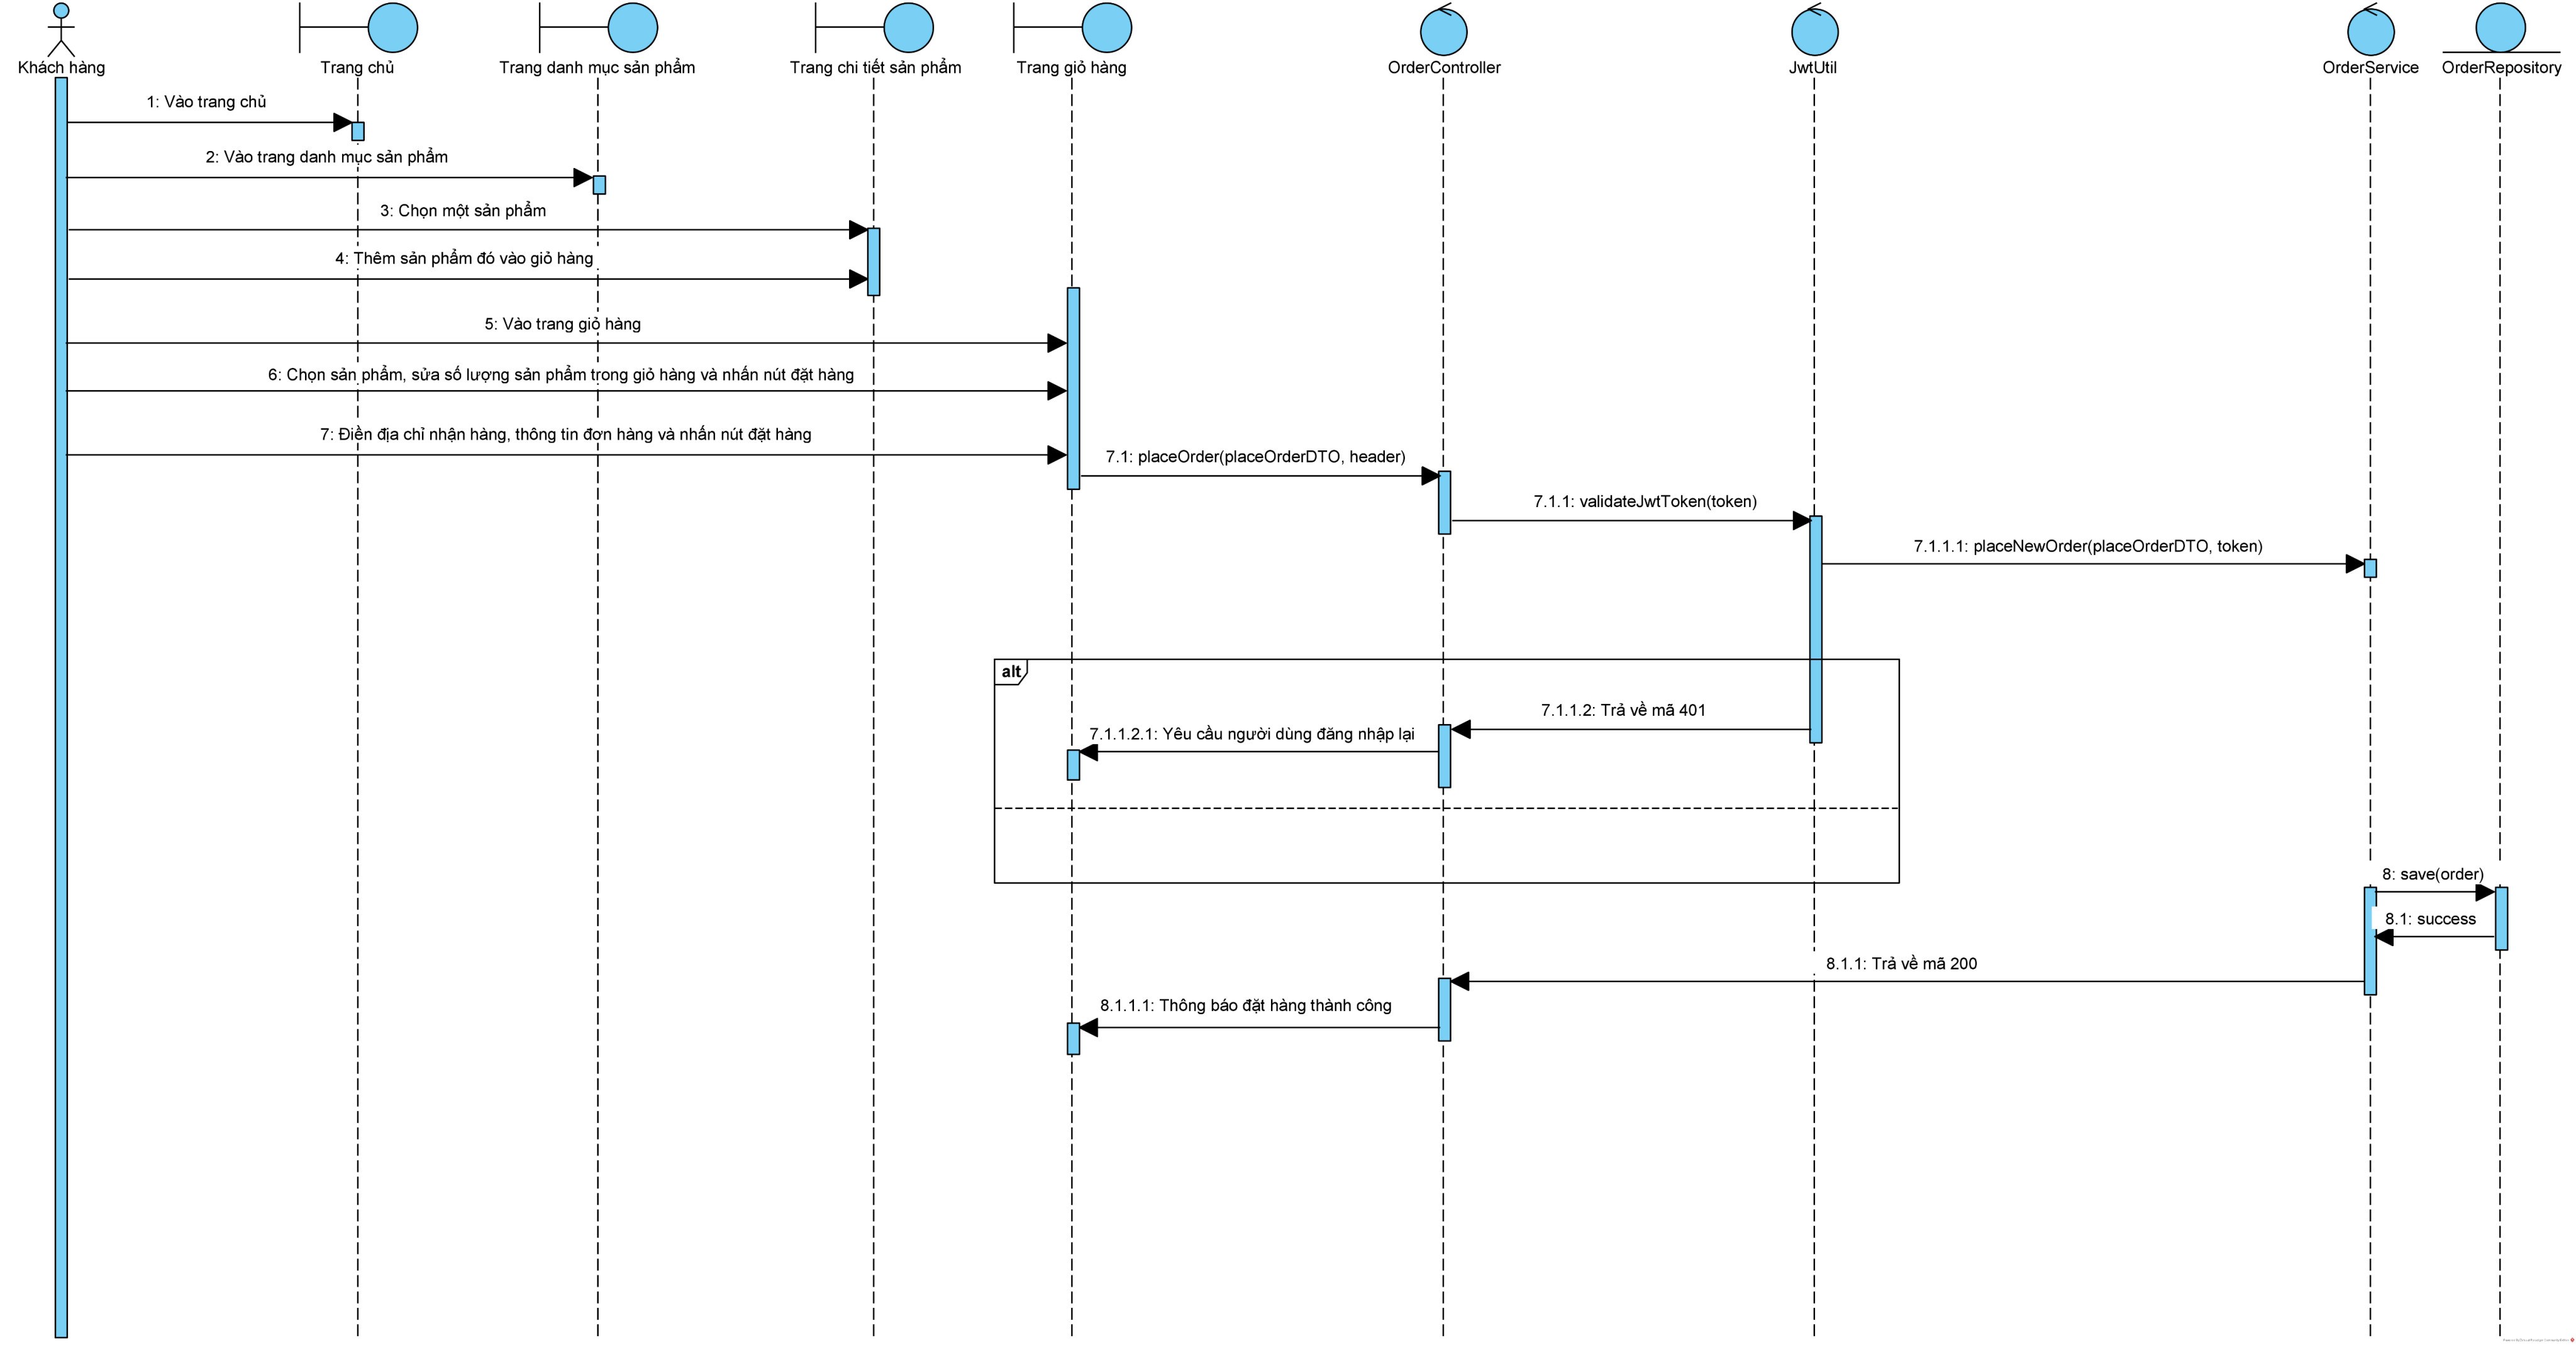 Khách hàng
Trang chủ
Trang danh mục sản phẩm
Trang chi tiết sản phẩm
Trang giỏ hàng
OrderController
JwtUtil
OrderService
OrderRepository
1: Vào trang chủ
2: Vào trang danh mục sản phẩm
3: Chọn một sản phẩm
4: Thêm sản phẩm đó vào giỏ hàng
5: Vào trang giỏ hàng
6: Chọn sản phẩm, sửa số lượng sản phẩm trong giỏ hàng và nhấn nút đặt hàng
7: Điền địa chỉ nhận hàng, thông tin đơn hàng và nhấn nút đặt hàng
7.1: placeOrder(placeOrderDTO, header)
7.1.1: validateJwtToken(token)
7.1.1.1: placeNewOrder(placeOrderDTO, token)
alt
7.1.1.2: Trả về mã 401
7.1.1.2.1: Yêu cầu người dùng đăng nhập lại
8: save(order)
8.1: success
8.1.1: Trả về mã 200
8.1.1.1: Thông báo đặt hàng thành công